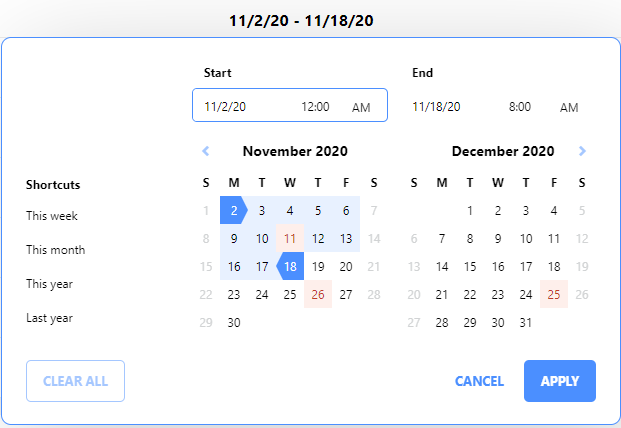 11/2/20 - 11/18/20
Start End
11/2/20 12:00 AM 11/18/20 8:00 AM
November 2020 December 2020
Shortcuts
This week
This month
This year
Last year
S M T W T F S S M T W T F S
1 2 3 4 5 6 7 1 2 3 4 5
8 9 10 11 12 13 14 6 7 8 9 10 11 12
15 16 17 18 19 20 21 13 14 15 16 17 18 19
22 23 24 25 26 27 28 20 21 22 23 24 25 26
29 30 27 28 29 30 31
CLEAR ALL CANCEL APPLY